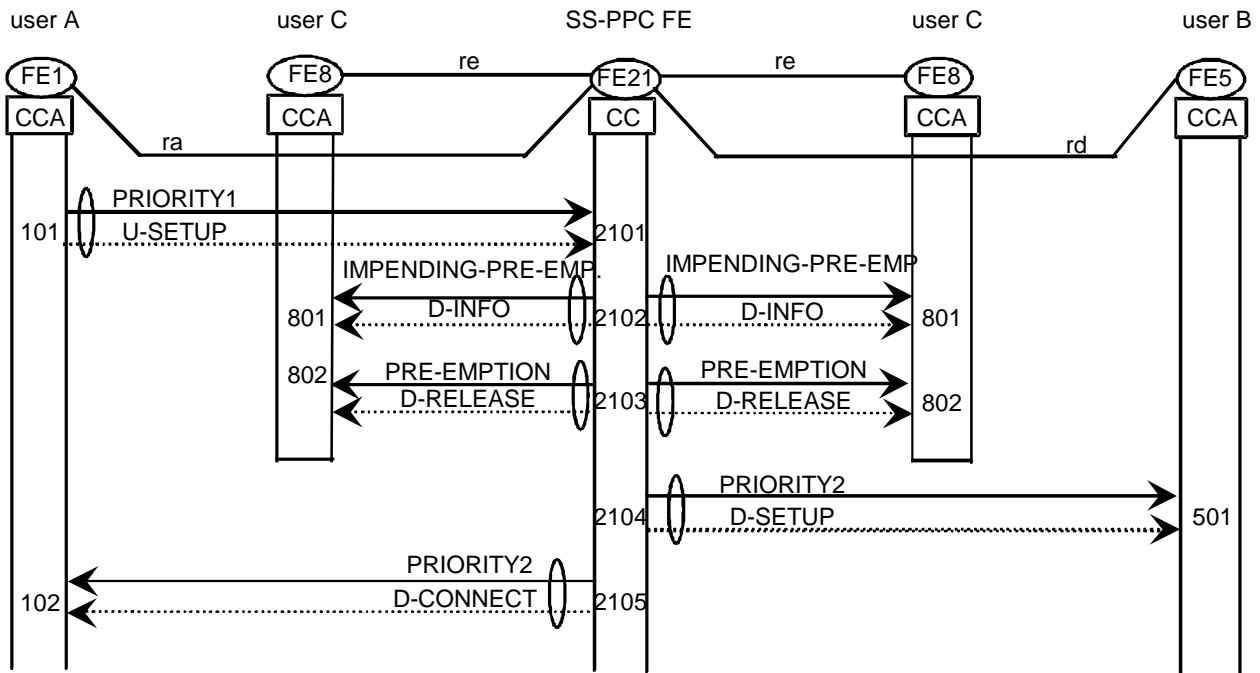 user A user C SS-PPC FE user C user B
FE1 FE8 re FE21 re FE8 FE5
CCA CCA CC CCA CCA
ra rd
PRIORITY1
101 U-SETUP 2101
IMPENDING-PRE-EMP. IMPENDING-PRE-EMP
801 D-INFO 2102 D-INFO 801
802 PRE-EMPTION PRE-EMPTION
D-RELEASE 2103 D-RELEASE 802
PRIORITY2
2104 D-SETUP 501
PRIORITY2
102 D-CONNECT 2105